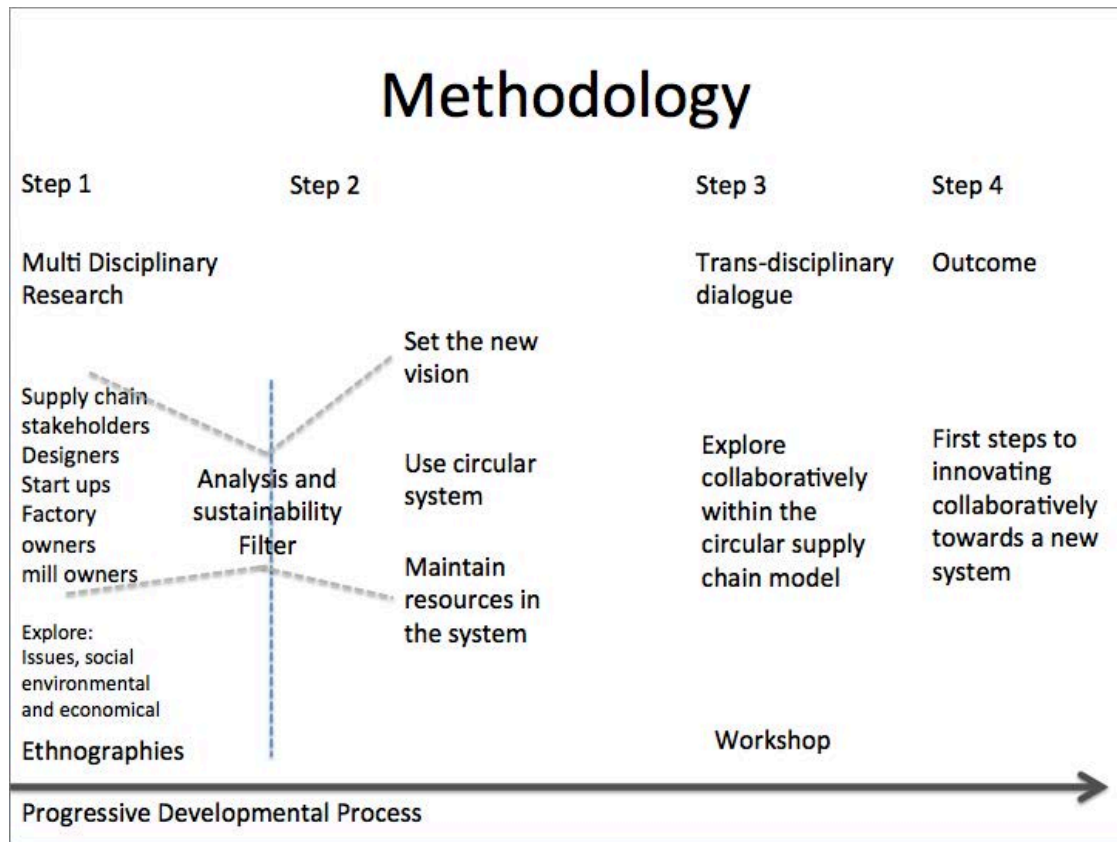 Methodology
Step 1
Step 2
Step 3
Step 4
Multi Disciplinary
Research
Trans-disciplinary
dialogue
Outcome
Supply chain
stakeholders
Designers
Start ups
Factory
owners
mill owners
Explore:
Issues, social
environmental
and economical
Ethnographies
Analysis and
sustainability
Filter
Set the new
vision
Use circular
system
Maintain
resources in
the system
Explore
collaboratively
within the
circular supply
chain model
Workshop
First steps to
innovating
collaboratively
towards a new
system
Progressive Developmental Process